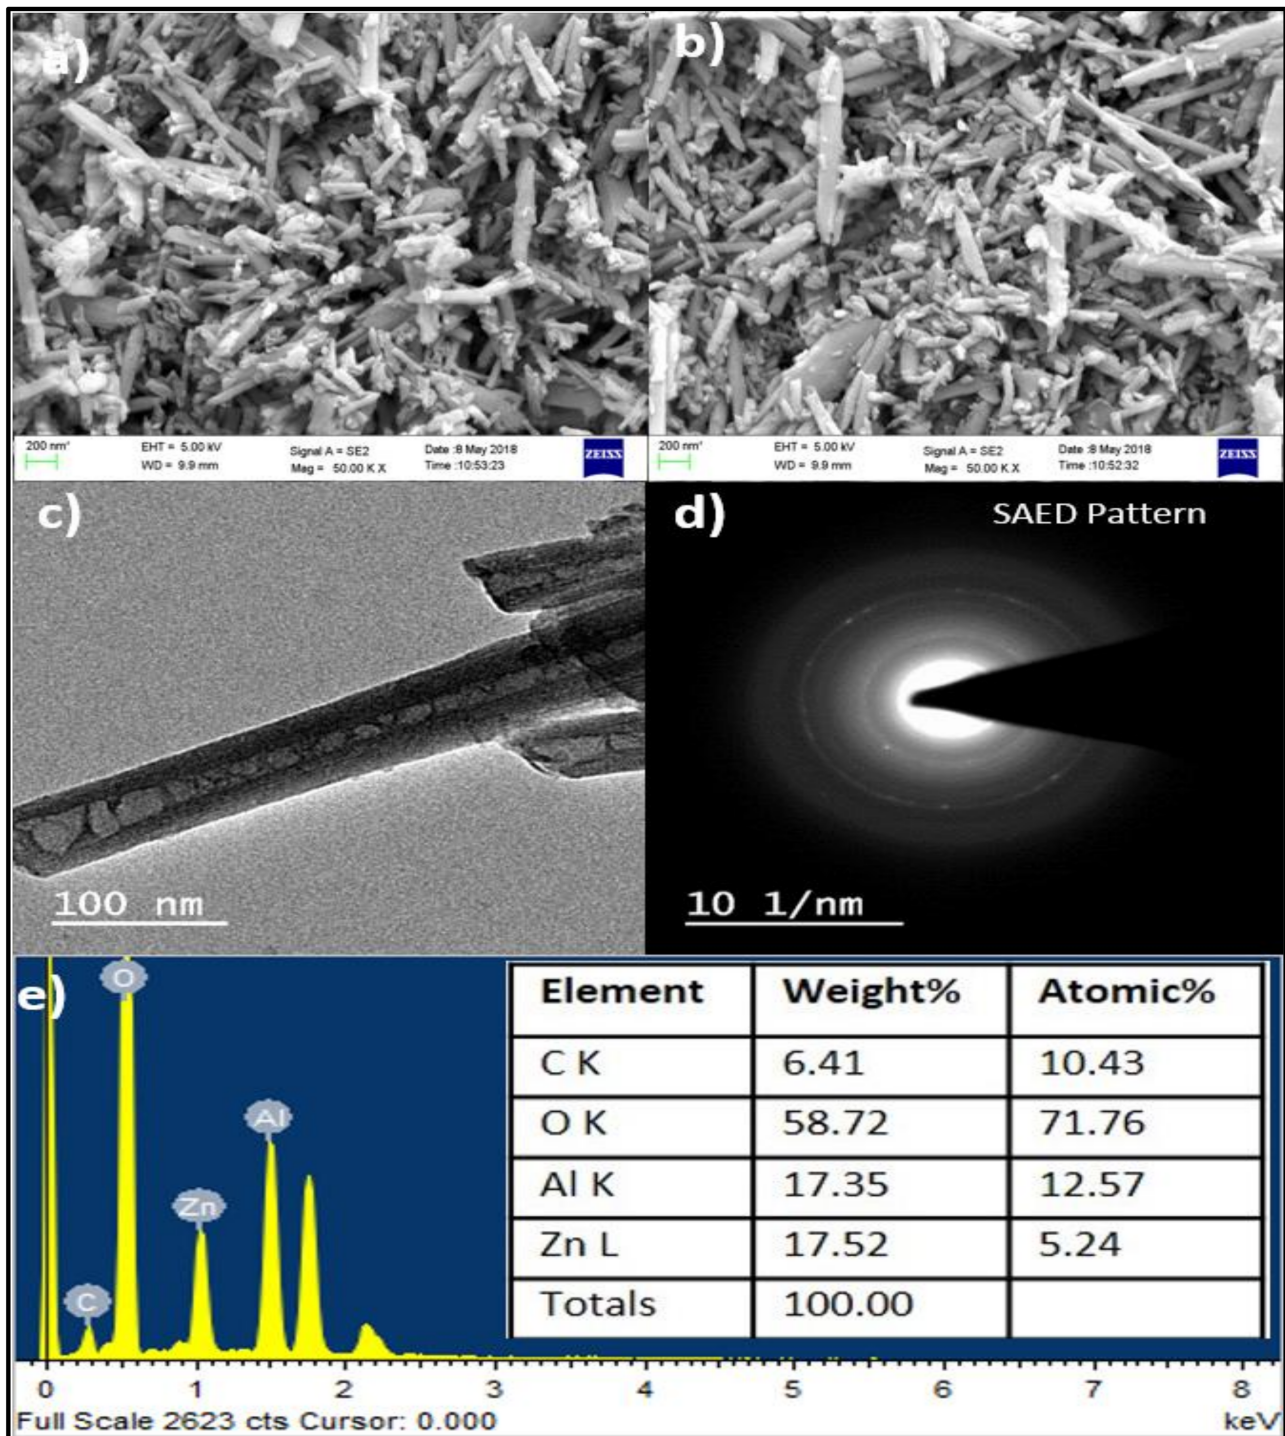 a)
200 nm
EHT = 5.00 kV
WD = 9.9 mm
Signal A = SE2
Mag = 50.00 K X
Date :8 May 2018
Time :10:53:23
ZEISS
b)
200 nm
EHT = 5.00 kV
WD = 9.9 mm
Signal A = SE2
Mag = 50.00 K X
Date :8 May 2018
Time :10:52:32
ZEISS
c)
100 nm
d)
SAED Pattern
10 1/nm
e)
O
Al
Zn
C
Element Weight% Atomic%
C K 6.41 10.43
O K 58.72 71.76
Al K 17.35 12.57
Zn L 17.52 5.24
Totals 100.00
0 1 2 3 4 5 6 7 8
Full Scale 2623 cts Cursor: 0.000
keV